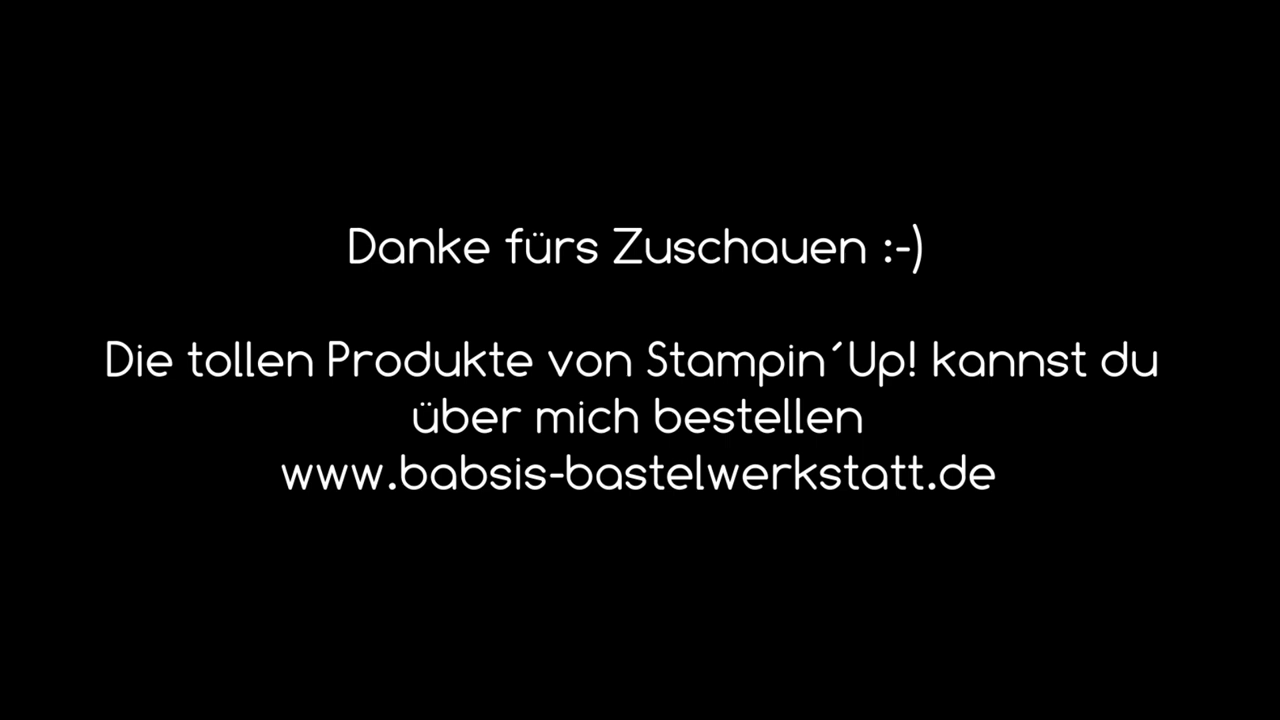 Danke fürs Zuschauen :-)
Die tollen Produkte von Stampin´Up! kannst du
über mich bestellen
www.babsis-bastelwerkstatt.de